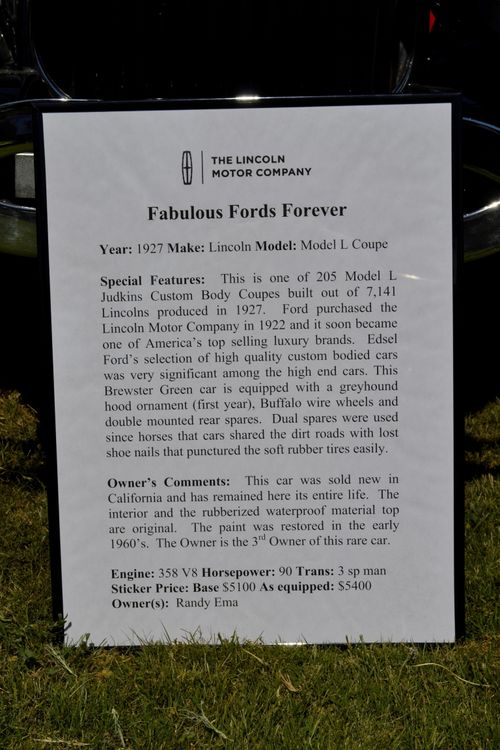 THE LINCOLN
MOTOR COMPANY
Fabulous Fords Forever
Year: 1927 Make: Lincoln Model: Model L Coupe
Special Features: This is one of 205 Model L
Judkins Custom Body Coupes built out of 7,141
Lincolns produced in 1927. Ford purchased the
Lincoln Motor Company in 1922 and it soon became
one of America's top selling luxury brands. Edsel
Ford's selection of high quality custom bodied cars
was very significant among the high end cars. This
Brewster Green car is equipped with a greyhound
hood ornament (first year), Buffalo wire wheels and
double mounted rear spares. Dual spares were used
since horses that cars shared the dirt roads with lost
shoe nails that punctured the soft rubber tires easily.
Owner's Comments: This car was sold new in
California and has remained here its entire life. The
interior and the rubberized waterproof material top
are original. The paint was restored in the early
1960's. The Owner is the 3rd Owner of this rare car.
Engine: 358 V8 Horsepower: 90 Trans: 3 sp man
Sticker Price: Base $5100 As equipped: $5400
Owner(s): Randy Ema